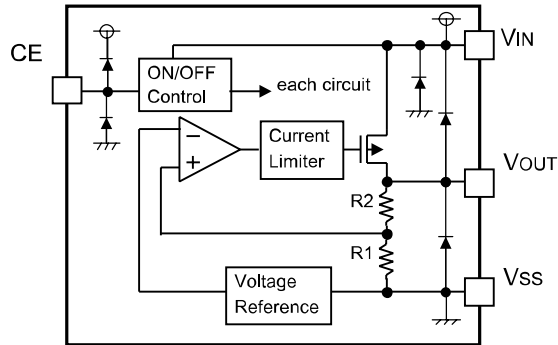 CE
VIN
ON/OFF
Control
each circuit
−
+
Current
Limiter
VOUT
R2
R1
Voltage
Reference
VSS